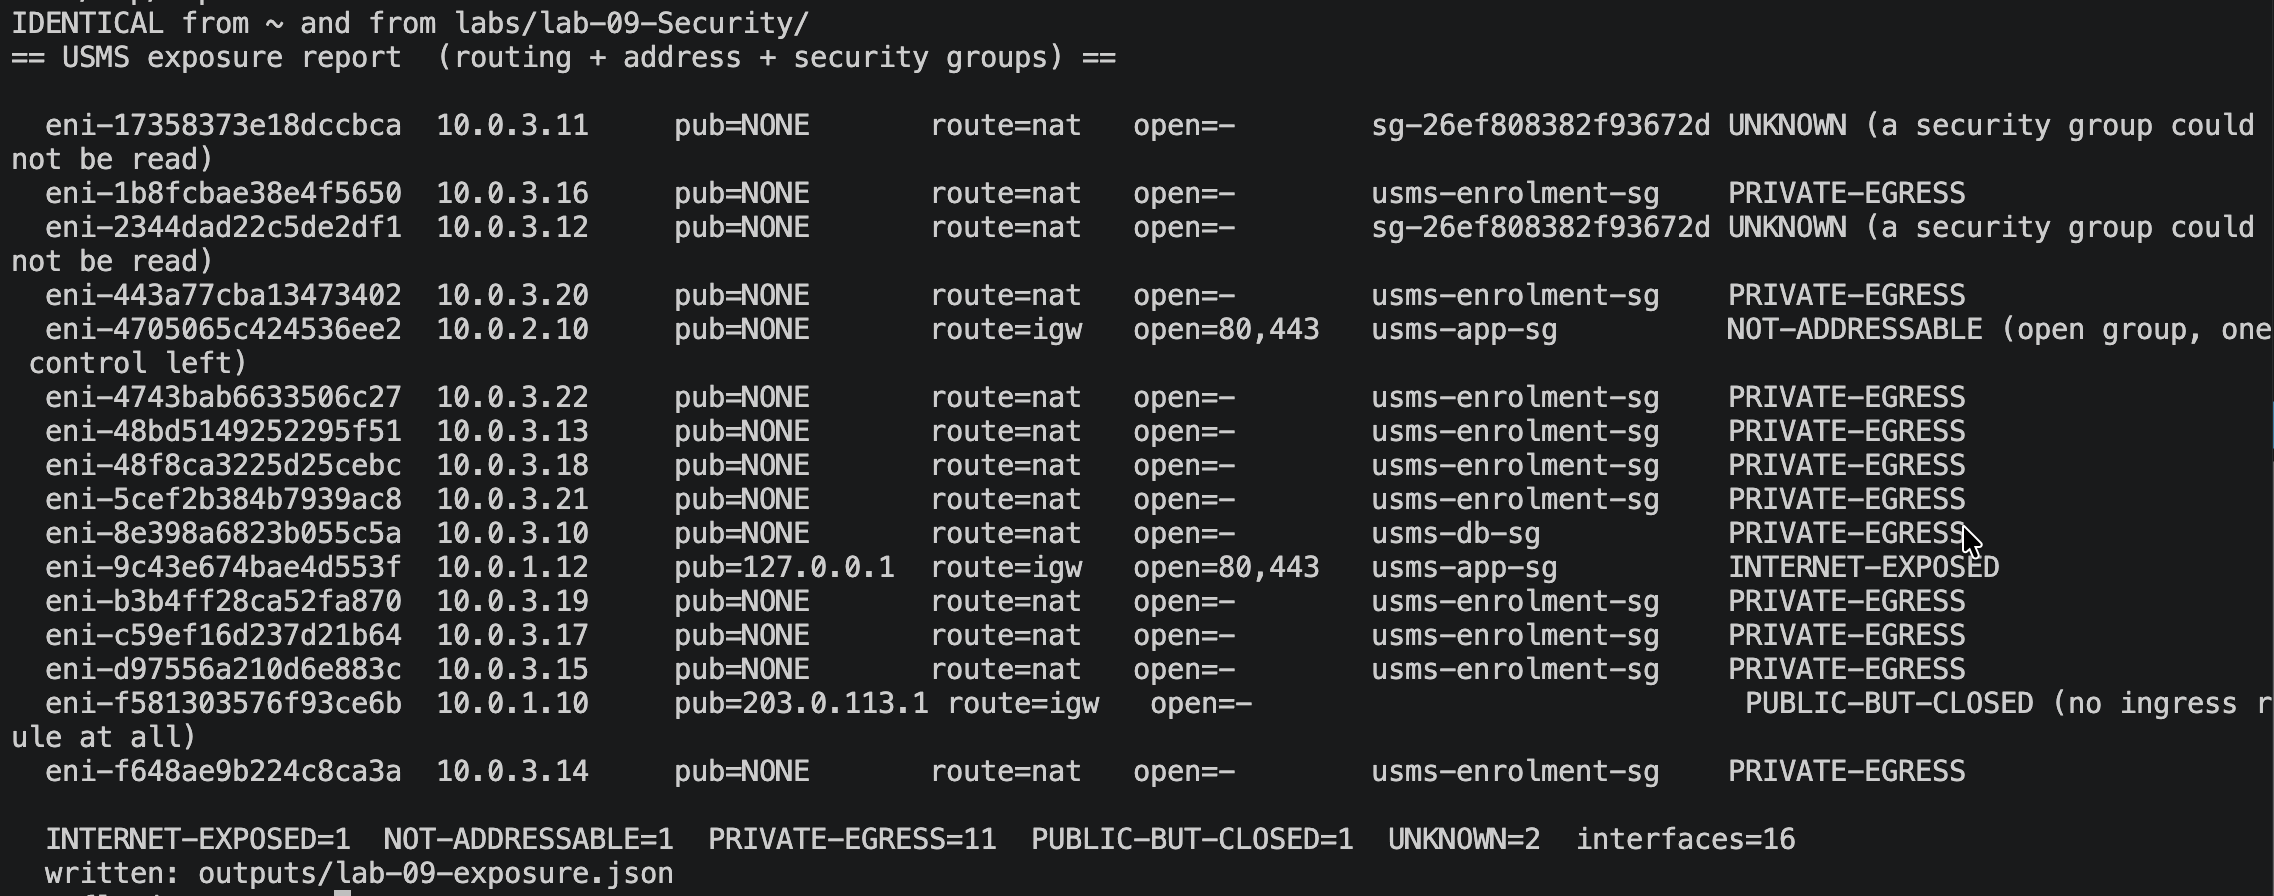 IDENTICAL from ~ and from labs/lab-09-Security/
== USMS exposure report  (routing + address + security groups) ==
eni-17358373e18dccbca  10.0.3.11     pub=NONE       route=nat   open=-        sg-26ef808382f93672d UNKNOWN (a security group could
not be read)
eni-1b8fcbae38e4f5650  10.0.3.16     pub=NONE       route=nat   open=-        usms-enrolment-sg    PRIVATE-EGRESS
eni-2344dad22c5de2df1  10.0.3.12     pub=NONE       route=nat   open=-        sg-26ef808382f93672d UNKNOWN (a security group could
not be read)
eni-443a77cba13473402  10.0.3.20     pub=NONE       route=nat   open=-        usms-enrolment-sg    PRIVATE-EGRESS
eni-4705065c424536ee2  10.0.2.10     pub=NONE       route=igw   open=80,443   usms-app-sg          NOT-ADDRESSABLE (open group, one
control left)
eni-4743bab6633506c27  10.0.3.22     pub=NONE       route=nat   open=-        usms-enrolment-sg    PRIVATE-EGRESS
eni-48bd5149252295f51  10.0.3.13     pub=NONE       route=nat   open=-        usms-enrolment-sg    PRIVATE-EGRESS
eni-48f8ca3225d25cebc  10.0.3.18     pub=NONE       route=nat   open=-        usms-enrolment-sg    PRIVATE-EGRESS
eni-5cef2b384b7939ac8  10.0.3.21     pub=NONE       route=nat   open=-        usms-enrolment-sg    PRIVATE-EGRESS
eni-8e398a6823b055c5a  10.0.3.10     pub=NONE       route=nat   open=-        usms-db-sg           PRIVATE-EGRESS
eni-9c43e674bae4d553f  10.0.1.12     pub=127.0.0.1  route=igw   open=80,443   usms-app-sg          INTERNET-EXPOSED
eni-b3b4ff28ca52fa870  10.0.3.19     pub=NONE       route=nat   open=-        usms-enrolment-sg    PRIVATE-EGRESS
eni-c59ef16d237d21b64  10.0.3.17     pub=NONE       route=nat   open=-        usms-enrolment-sg    PRIVATE-EGRESS
eni-d97556a210d6e883c  10.0.3.15     pub=NONE       route=nat   open=-        usms-enrolment-sg    PRIVATE-EGRESS
eni-f581303576f93ce6b  10.0.1.10     pub=203.0.113.1 route=igw   open=-                             PUBLIC-BUT-CLOSED (no ingress r
ule at all)
eni-f648ae9b224c8ca3a  10.0.3.14     pub=NONE       route=nat   open=-        usms-enrolment-sg    PRIVATE-EGRESS
INTERNET-EXPOSED=1  NOT-ADDRESSABLE=1  PRIVATE-EGRESS=11  PUBLIC-BUT-CLOSED=1  UNKNOWN=2  interfaces=16
written: outputs/lab-09-exposure.json